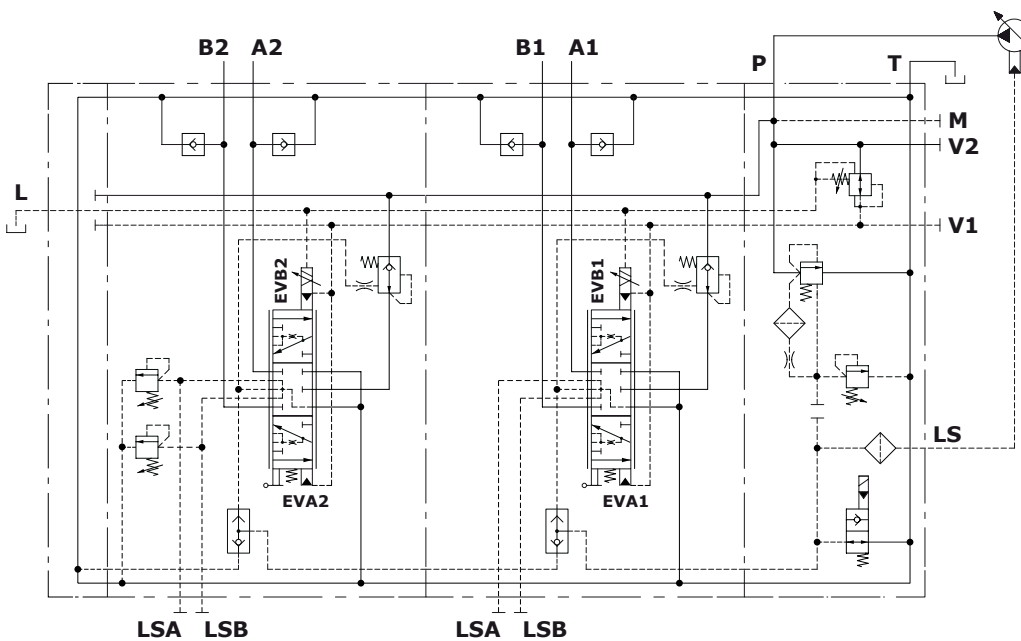 B2 A2 B1 A1 P T
M
V2
L
V1
EVB2 EVB1
LS
EVA2 EVA1
LSA LSB LSA LSB